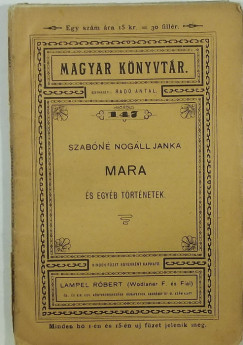 Egy szám ára 15 kr. = 30 fillér.
MAGYAR KÖNYVTÁR.
RADÓ ANTAL.
147
SZABÓNÉ NOGÁLL JANKA
MARA
ÉS EGYÉB TÖRTÉNETEK.
LAMPEL RÓBERT (Wodianer F. és Fiai)
Minden hó 1-én és 15-én uj füzet jelenik meg.